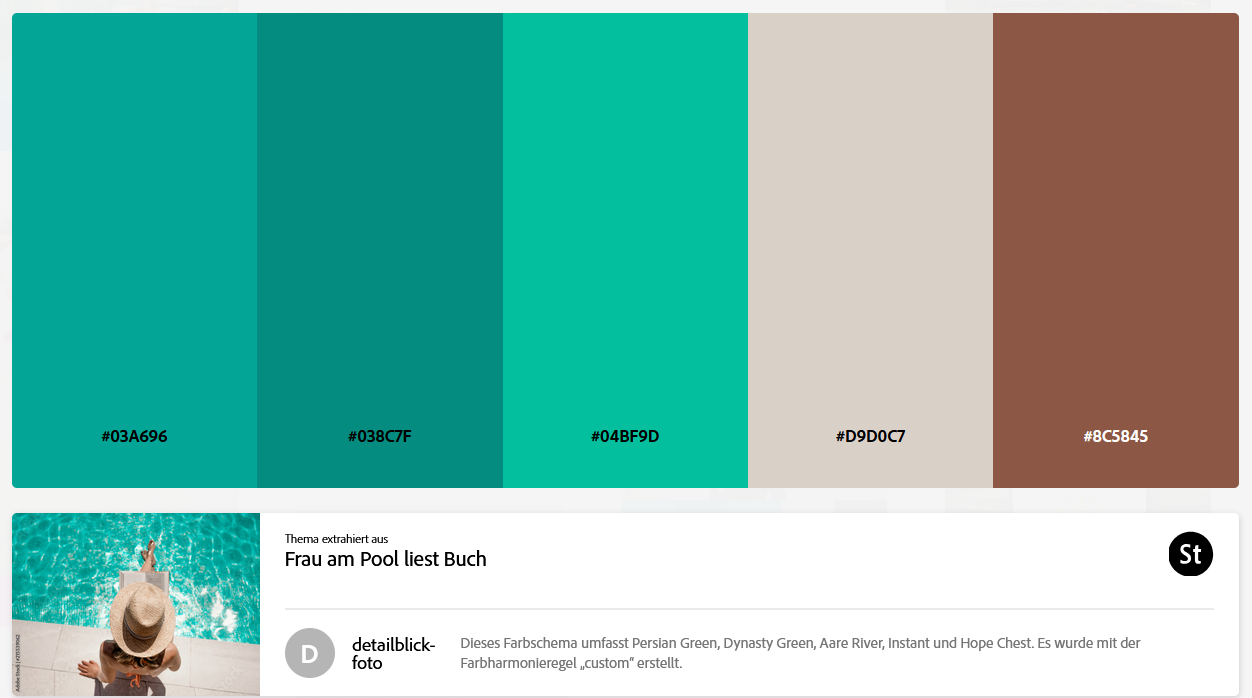 #03A696
#038C7F
#04BF9D
#D9D0C7
#8C5845
Thema extrahiert aus
Frau am Pool liest Buch
St
D
detailblick-
foto
Dieses Farbschema umfasst Persian Green, Dynasty Green, Aare River, Instant und Hope Chest. Es wurde mit der
Farbharmonieregel „custom“ erstellt.